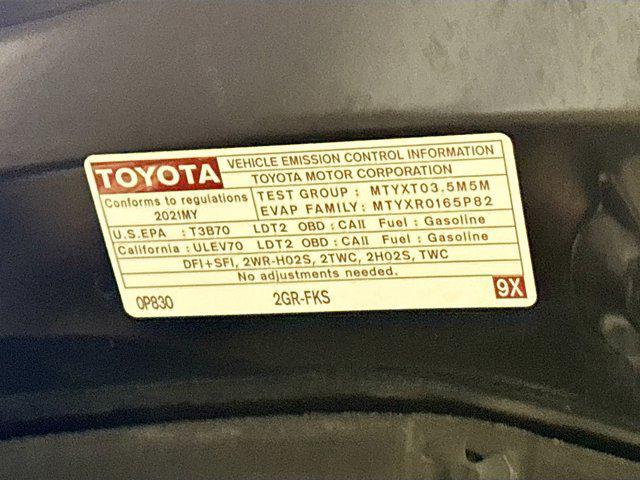 TOYOTA
VEHICLE EMISSION CONTROL INFORMATION
TOYOTA MOTOR CORPORATION
Conforms to regulations
2021MY
TEST GROUP : MTYXT03.5M5M
EVAP FAMILY : MTYXR0165P82
U.S.EPA : T3B70 LDT2 OBD : CAII Fuel : Gasoline
California : ULEV70 LDT2 OBD : CAII Fuel : Gasoline
DFI+SFI, 2WR-HO2S, 2TWC, 2HO2S, TWC
No adjustments needed.
0P830 2GR-FKS 9X